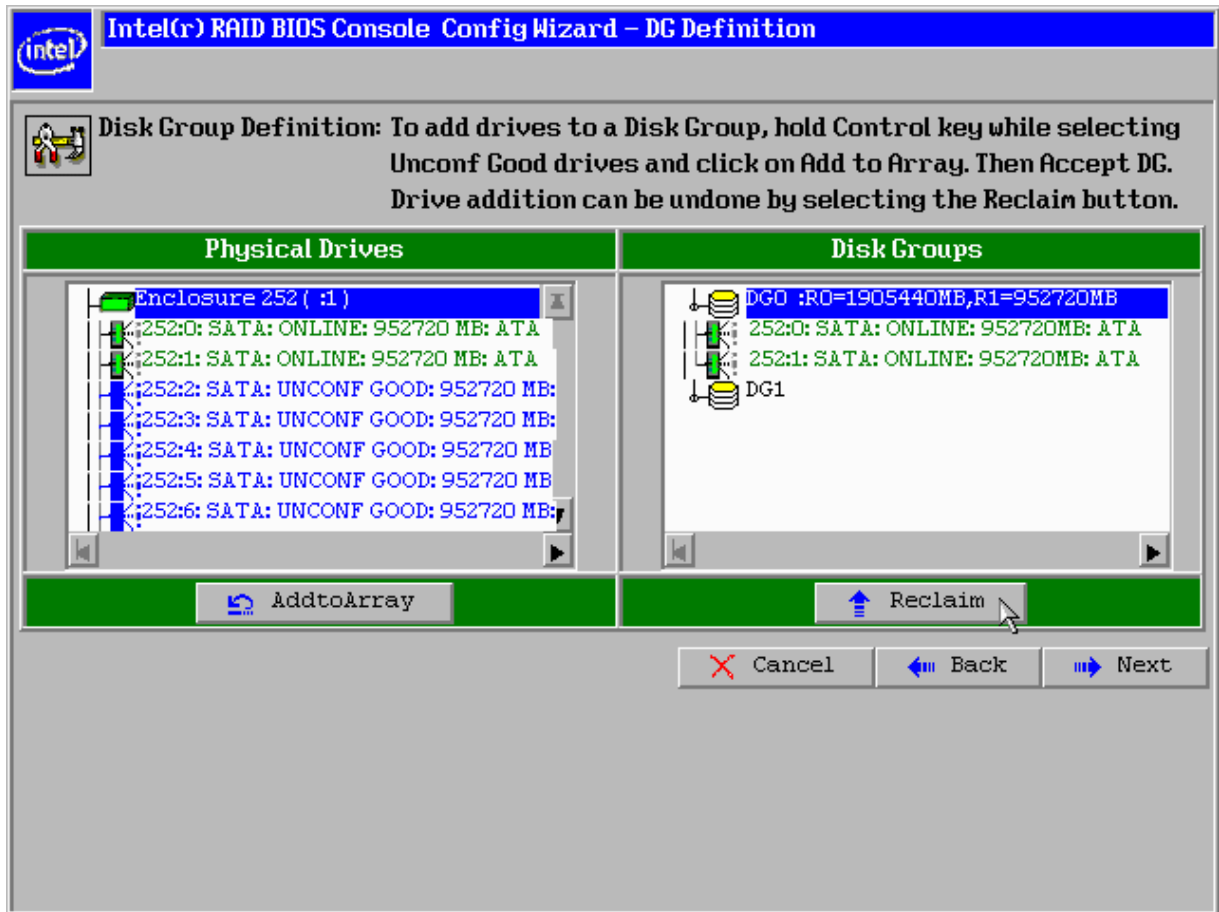 intel
Intel(r) RAID BIOS Console Config Wizard – DG Definition
Disk Group Definition: To add drives to a Disk Group, hold Control key while selecting
Unconf Good drives and click on Add to Array. Then Accept DG.
Drive addition can be undone by selecting the Reclaim button.
Physical Drives
Enclosure 252 ( :1 )
252:0: SATA: ONLINE: 952720 MB: ATA
252:1: SATA: ONLINE: 952720 MB: ATA
252:2: SATA: UNCONF GOOD: 952720 MB:
252:3: SATA: UNCONF GOOD: 952720 MB:
252:4: SATA: UNCONF GOOD: 952720 MB
252:5: SATA: UNCONF GOOD: 952720 MB
252:6: SATA: UNCONF GOOD: 952720 MB:
AddtoArray
Disk Groups
DG0 :R0=1905440MB,R1=952720MB
252:0: SATA: ONLINE: 952720MB: ATA
252:1: SATA: ONLINE: 952720MB: ATA
DG1
Reclaim
Cancel
Back
Next